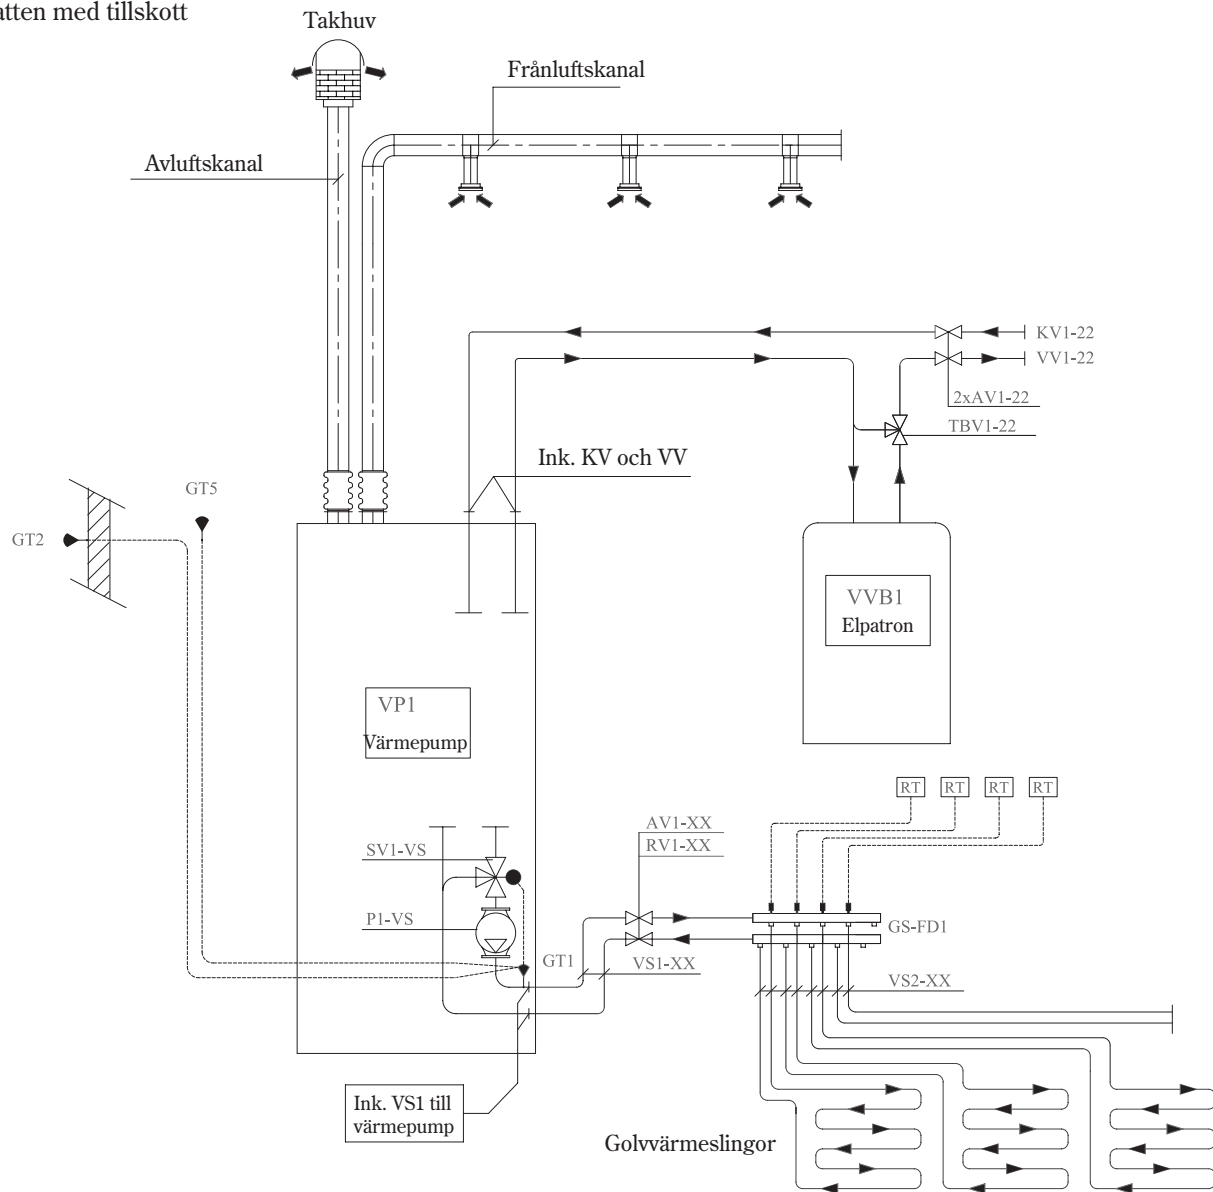 med tillskott
Takhuv
Frånluftskanal
Avluftskanal
KV1-22
VV1-22
2xAV1-22
TBV1-22
Ink. KV och VV
GT5
GT2
VVB1
Elpatron
VP1
Värmepump
RT RT RT RT
AV1-XX
RV1-XX
SV1-VS
P1-VS
GS-FD1
GT1
VS1-XX
VS2-XX
Ink. VS1 till
värmepump
Golvvärmeslingor